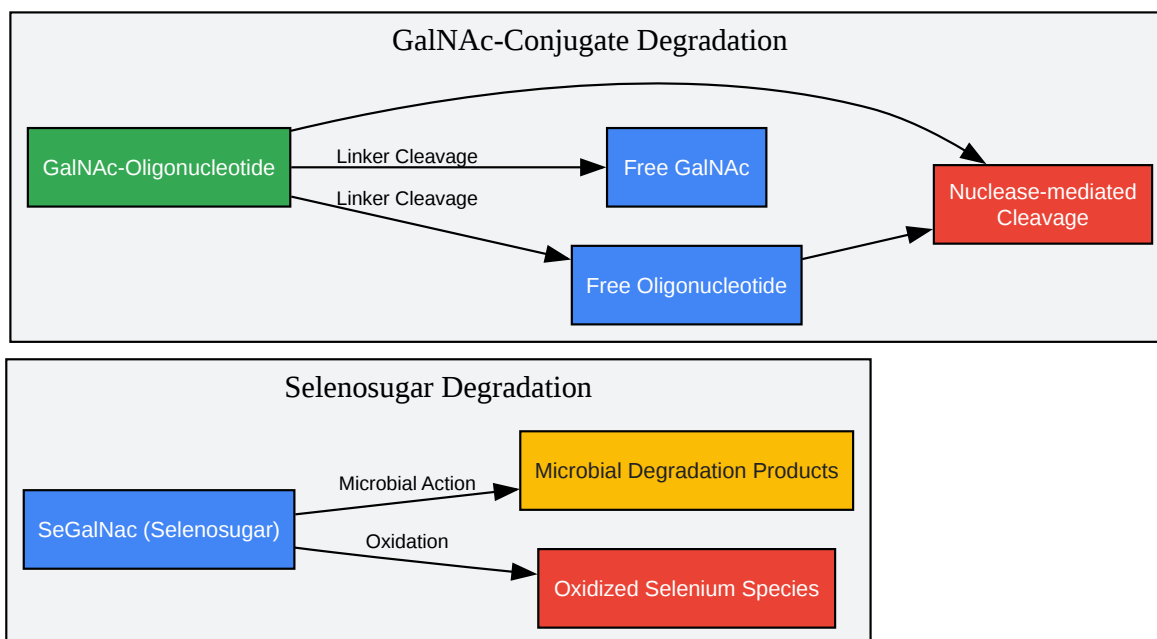 GalNAc-Conjugate Degradation
GalNAc-Oligonucleotide
Linker Cleavage
Linker Cleavage
Free GalNAc
Free Oligonucleotide
Nuclease-mediated
Cleavage
Selenosugar Degradation
SeGalNac (Selenosugar)
Microbial Action
Oxidation
Microbial Degradation Products
Oxidized Selenium Species